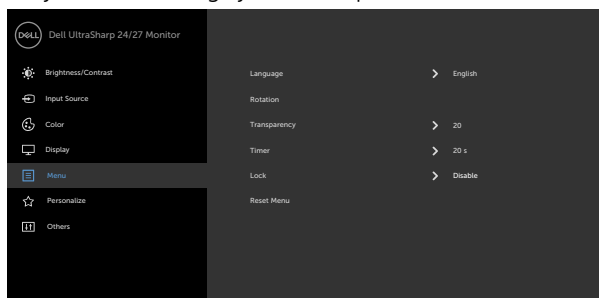 DELL
Dell UltraSharp 24/27 Monitor
Brightness/Contrast
Input Source
Color
Display
Menu
Personalize
Others
Language English
Rotation
Transparency 20
Timer 20 s
Lock Disable
Reset Menu